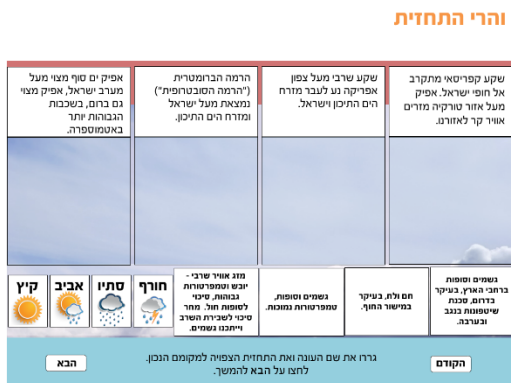 והרי התחזית
שקע קפריסאי מתקרב
אל חופי ישראל. אפיק
מעל אזור טורקיה מזרים
אוויר קר לאזורנו.
שקע שרבי מעל צפון
אפריקה נע לעבר מזרח
הים התיכון וישראל.
הרמה הברומטרית
("הרמה הסובטרופית")
נמצאת מעל ישראל
ומזרח הים התיכון.
אפיק ים סוף מצוי מעל
מערב ישראל, אפיק מצוי
גם ברום, בשכבות
הגבוהות יותר
באטמוספרה.
גשמים וסופות
ברחבי הארץ, בעיקר
בדרום, סכנת
שיטפונות בנגב
ובערבה.
חם ולח, בעיקר
במישור החוף.
גשמים וסופות,
טמפרטורות נמוכות.
מזג אוויר שרבי -
יובש וטמפרטורות
גבוהות, סיכוי
לסופות חול. מחר
סיכוי לשבירת השרב
וייתכנו גשמים.
חורף
סתיו
אביב
קיץ
הקודם
גררו את שם העונה ואת התחזית הצפויה למקומם הנכון.
לחצו על הבא להמשך.
הבא